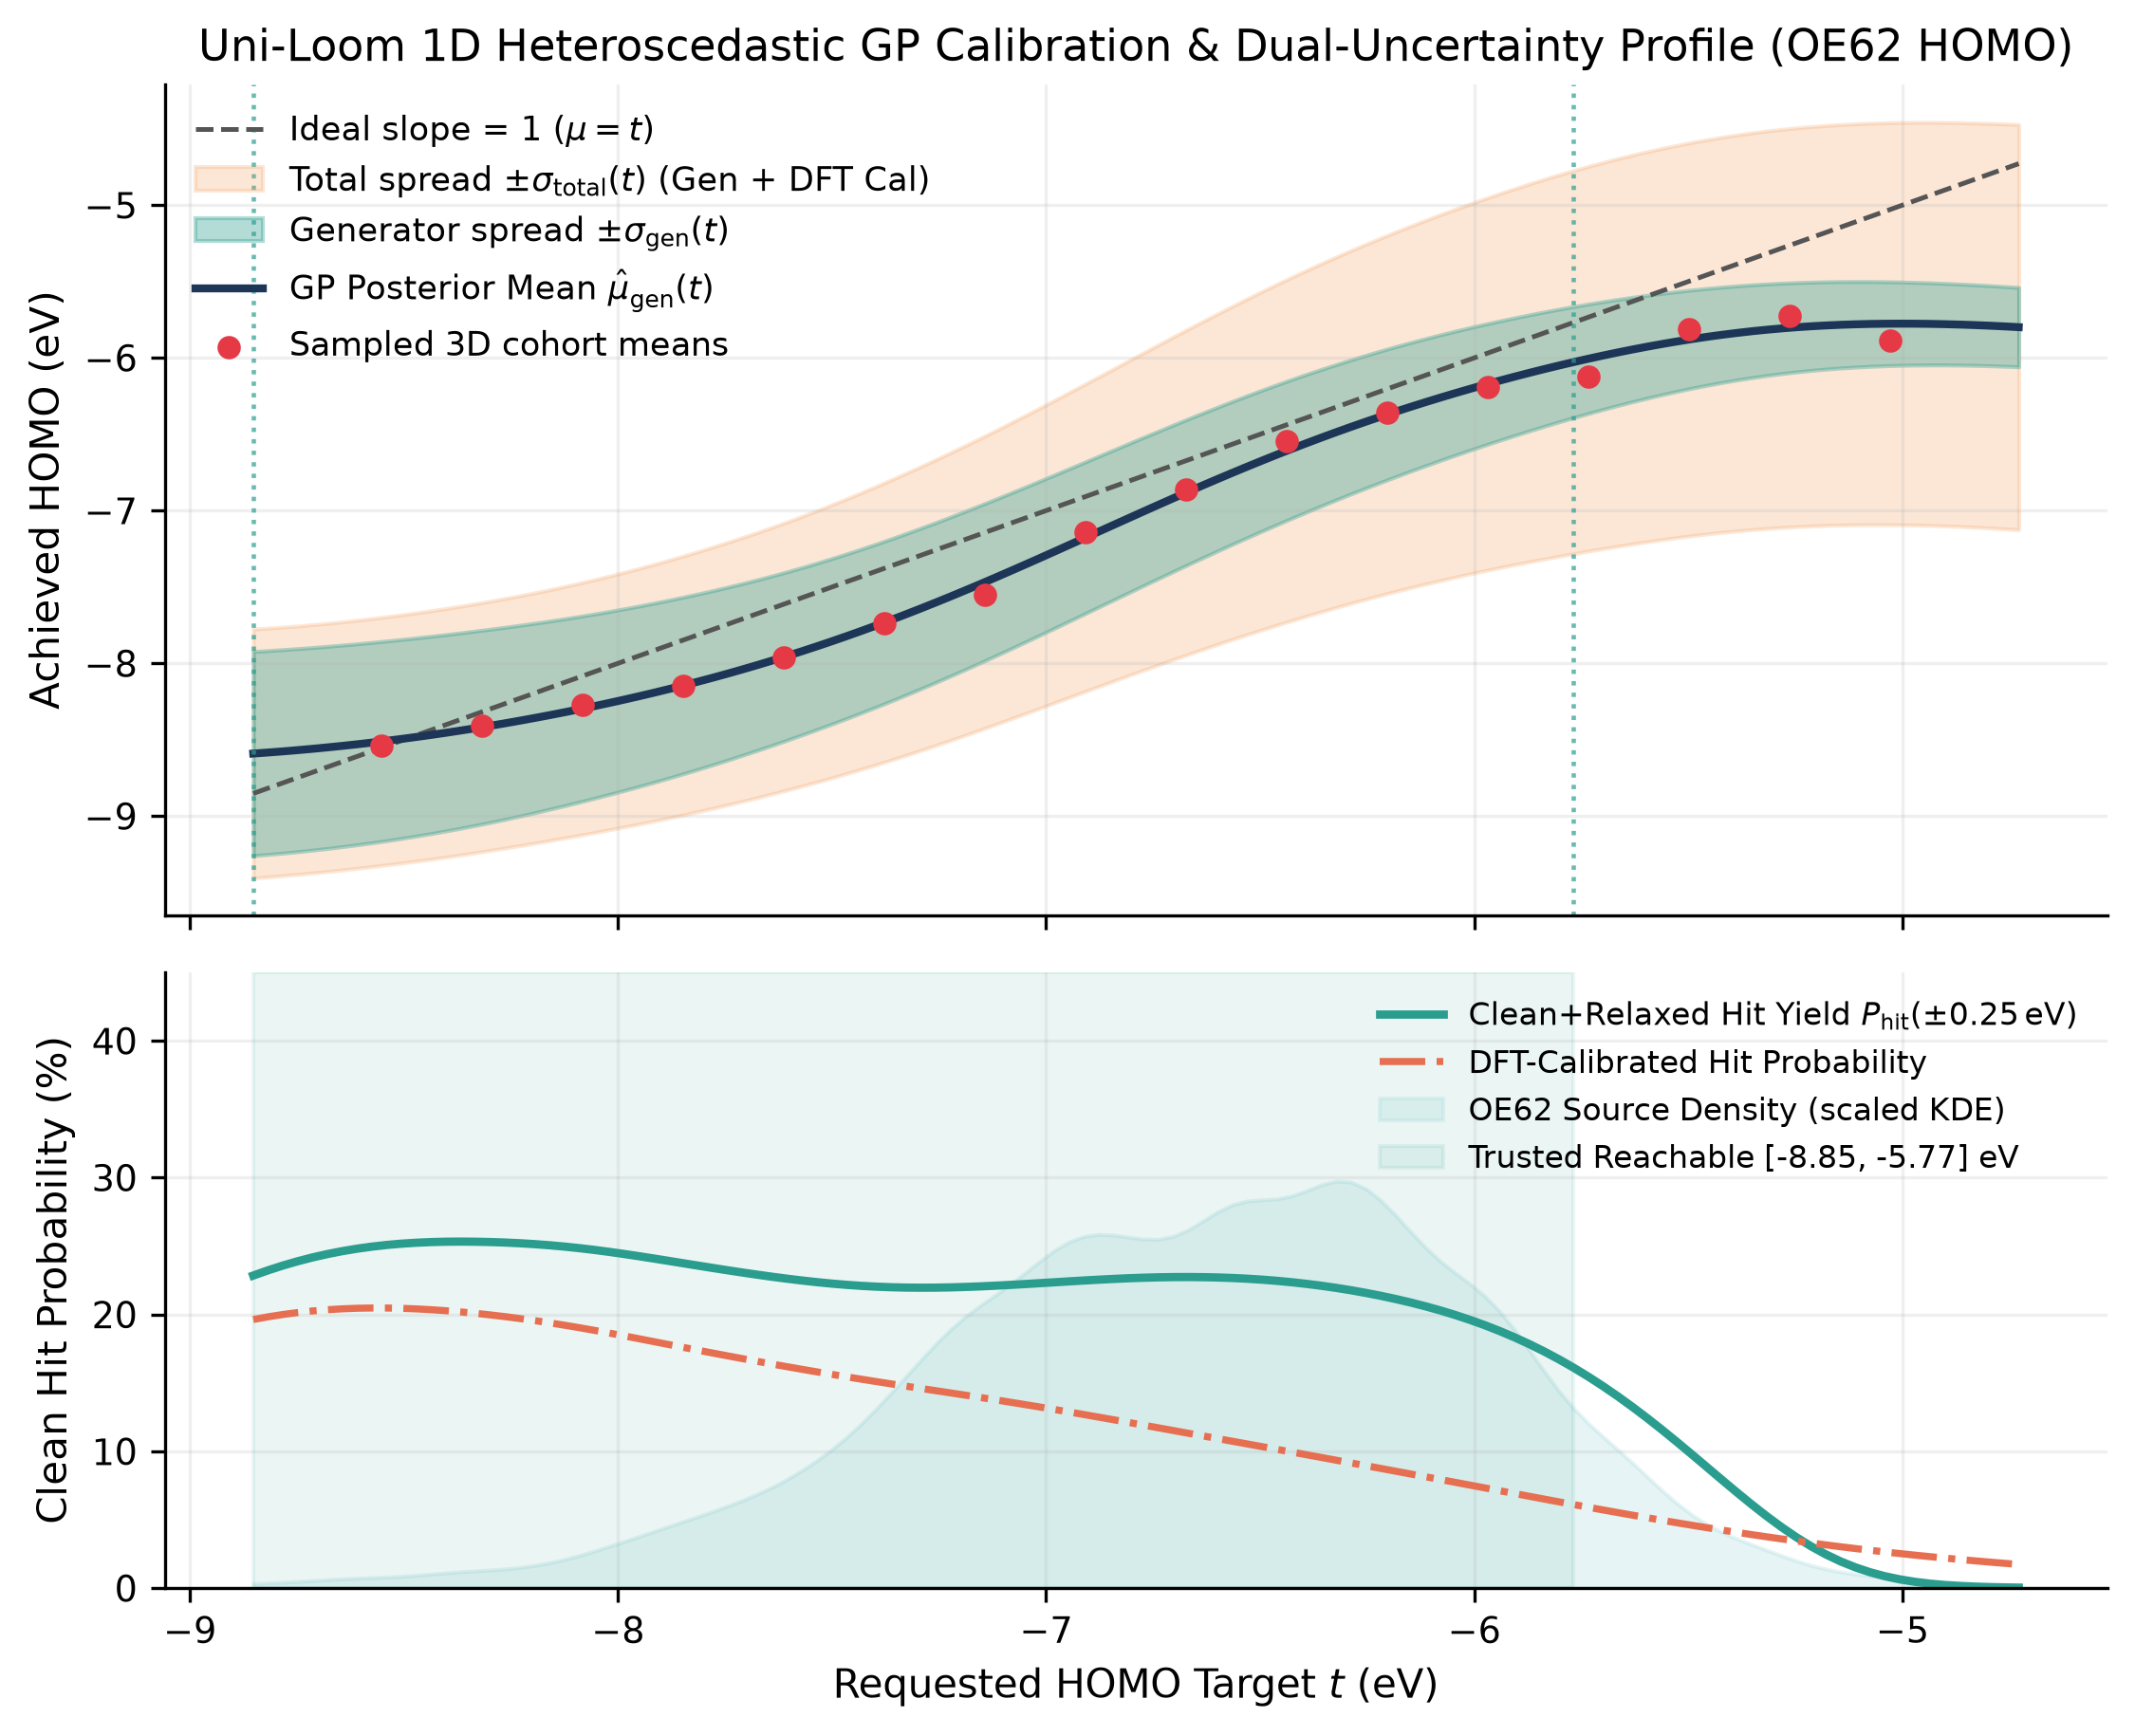 Uni-Loom 1D Heteroscedastic GP Calibration & Dual-Uncertainty Profile (OE62 HOMO)
Ideal slope = 1 (μ = t)
Total spread ±σtotal(t) (Gen + DFT Cal)
Generator spread ±σgen(t)
GP Posterior Mean μ̂gen(t)
Sampled 3D cohort means
Achieved HOMO (eV)
−5
−6
−7
−8
−9
Clean+Relaxed Hit Yield Phit(±0.25 eV)
DFT-Calibrated Hit Probability
OE62 Source Density (scaled KDE)
Trusted Reachable [-8.85, -5.77] eV
Clean Hit Probability (%)
40
30
20
10
0
−9 −8 −7 −6 −5
Requested HOMO Target t (eV)